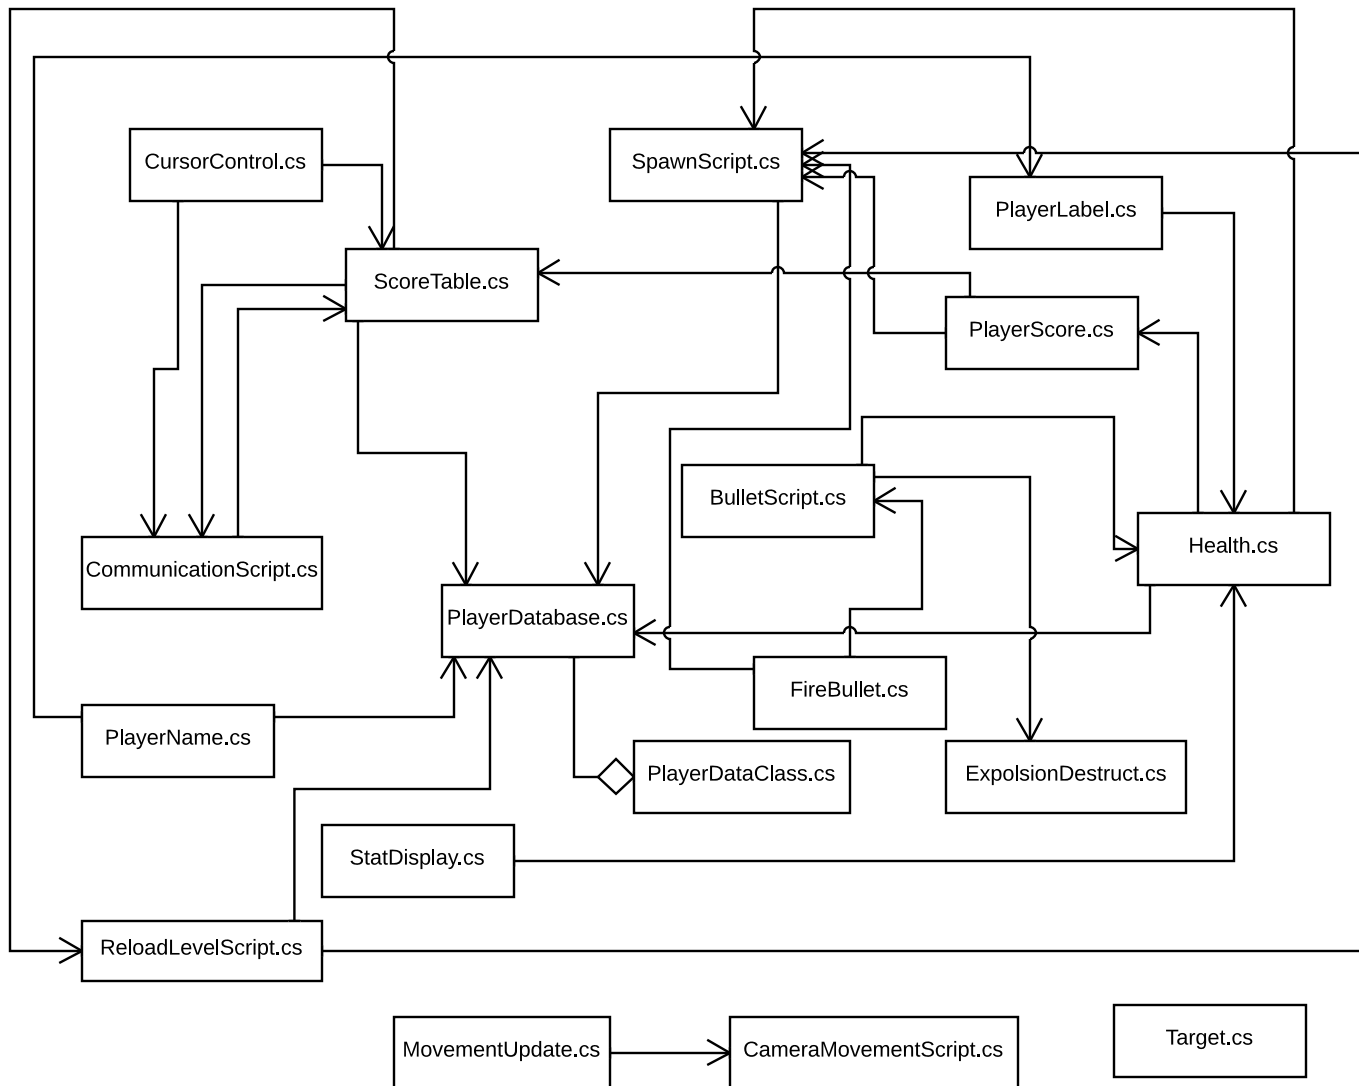 CursorControl.cs
SpawnScript.cs
PlayerLabel.cs
ScoreTable.cs
PlayerScore.cs
BulletScript.cs
Health.cs
CommunicationScript.cs
PlayerDatabase.cs
FireBullet.cs
PlayerName.cs
PlayerDataClass.cs
ExpolsionDestruct.cs
StatDisplay.cs
ReloadLevelScript.cs
Target.cs
MovementUpdate.cs
CameraMovementScript.cs